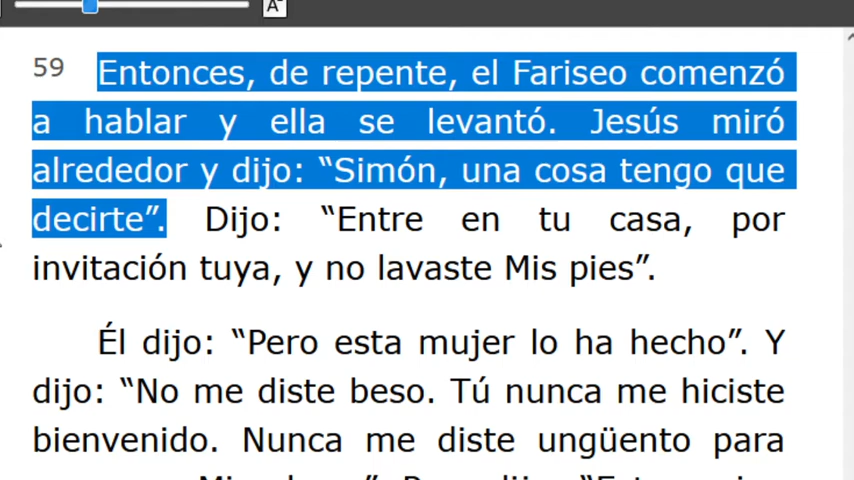 A
59 Entonces, de repente, el Fariseo comenzó
a hablar y ella se levantó. Jesús miró
alrededor y dijo: “Simón, una cosa tengo que
decirte”. Dijo: “Entre en tu casa, por
invitación tuya, y no lavaste Mis pies”.
Él dijo: “Pero esta mujer lo ha hecho”. Y
dijo: “No me diste beso. Tú nunca me hiciste
bienvenido. Nunca me diste ungüento para